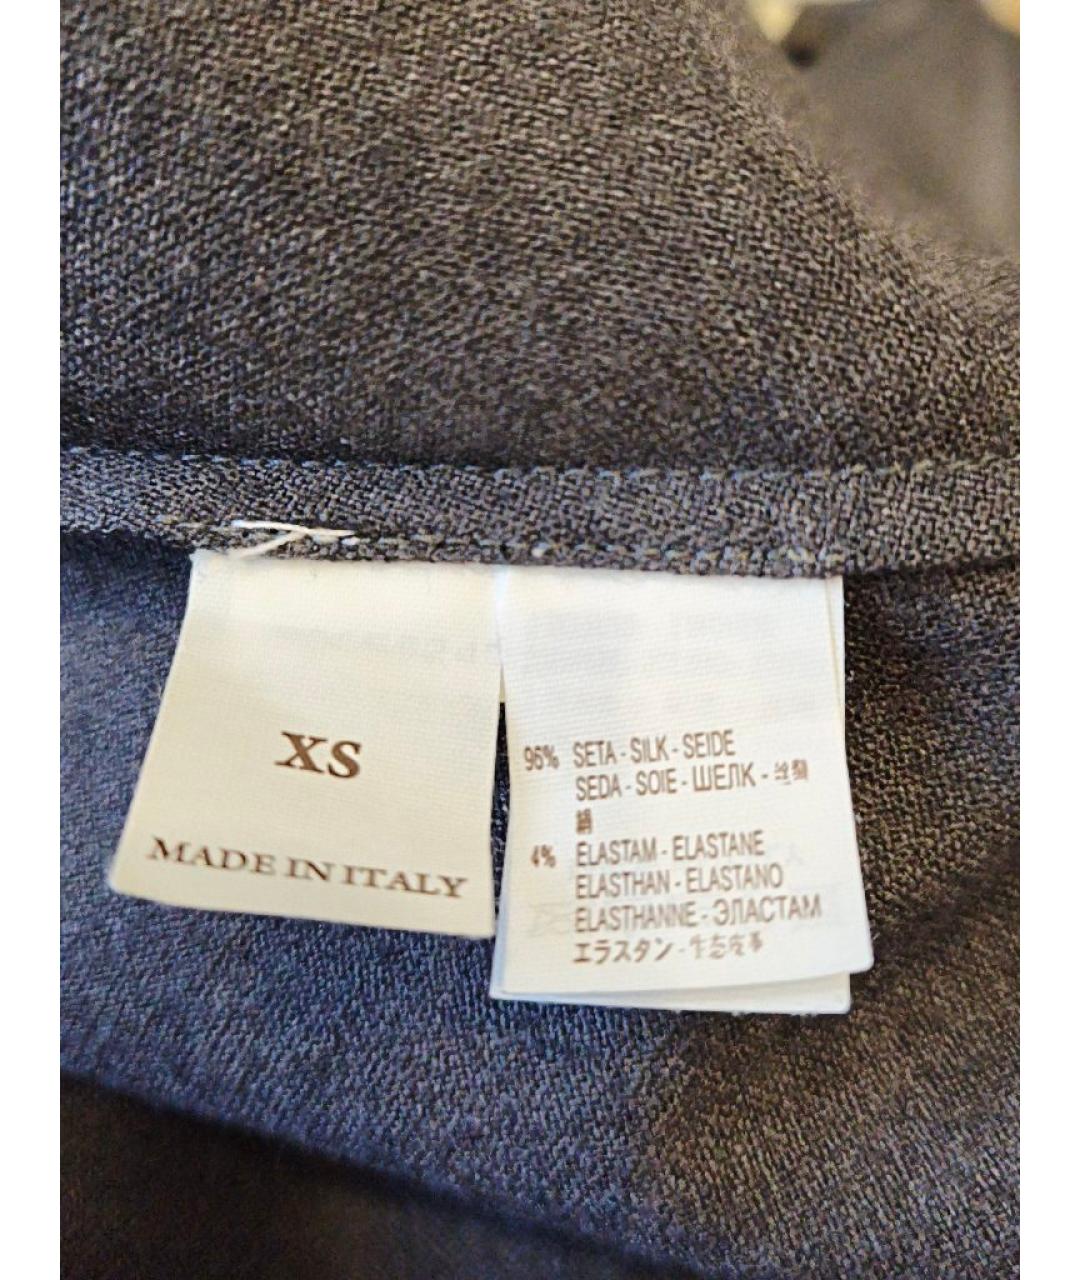 XS
MADE IN ITALY
96% SETA - SILK - SEIDE
SEDA - SOIE - ШЕЛК -
絹
4% ELASTAM - ELASTANE
ELASTHAN - ELASTANO
ELASTHANNE - ЭЛАСТАМ
エラスタン -